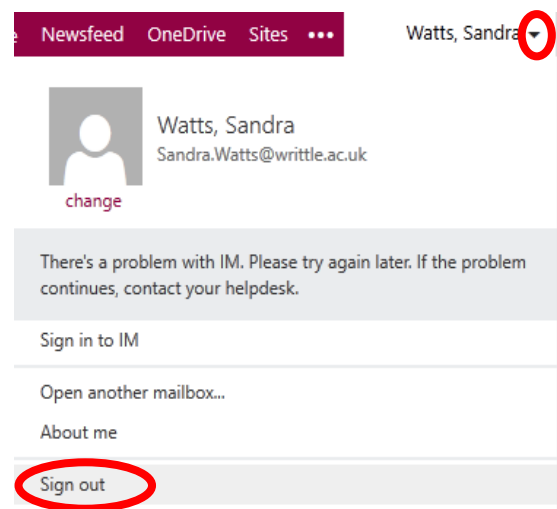 e Newsfeed OneDrive Sites ••• Watts, Sandra
Watts, Sandra
Sandra.Watts@writtle.ac.uk
change
There's a problem with IM. Please try again later. If the problem
continues, contact your helpdesk.
Sign in to IM
Open another mailbox...
About me
Sign out